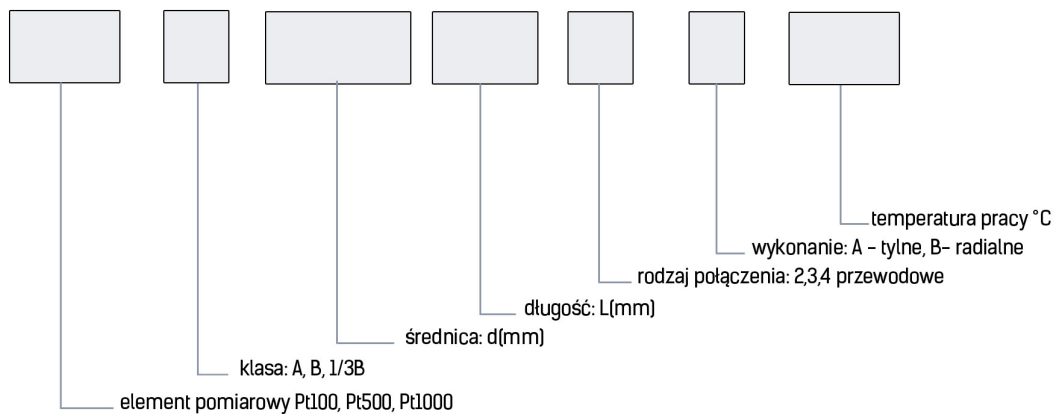 temperatura pracy °C
wykonanie: A - tylne, B- radialne
rodzaj połączenia: 2,3,4 przewodowe
długość: L(mm)
średnica: d(mm)
klasa: A, B, 1/3B
element pomiarowy Pt100, Pt500, Pt1000